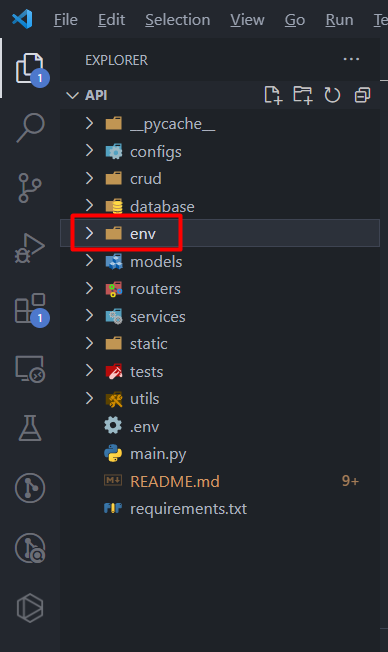 File Edit Selection View Go Run
EXPLORER ...
1
API
__pycache__
configs
crud
database
env
models
routers
services
1
static
tests
utils
.env
main.py
README.md 9+
requirements.txt